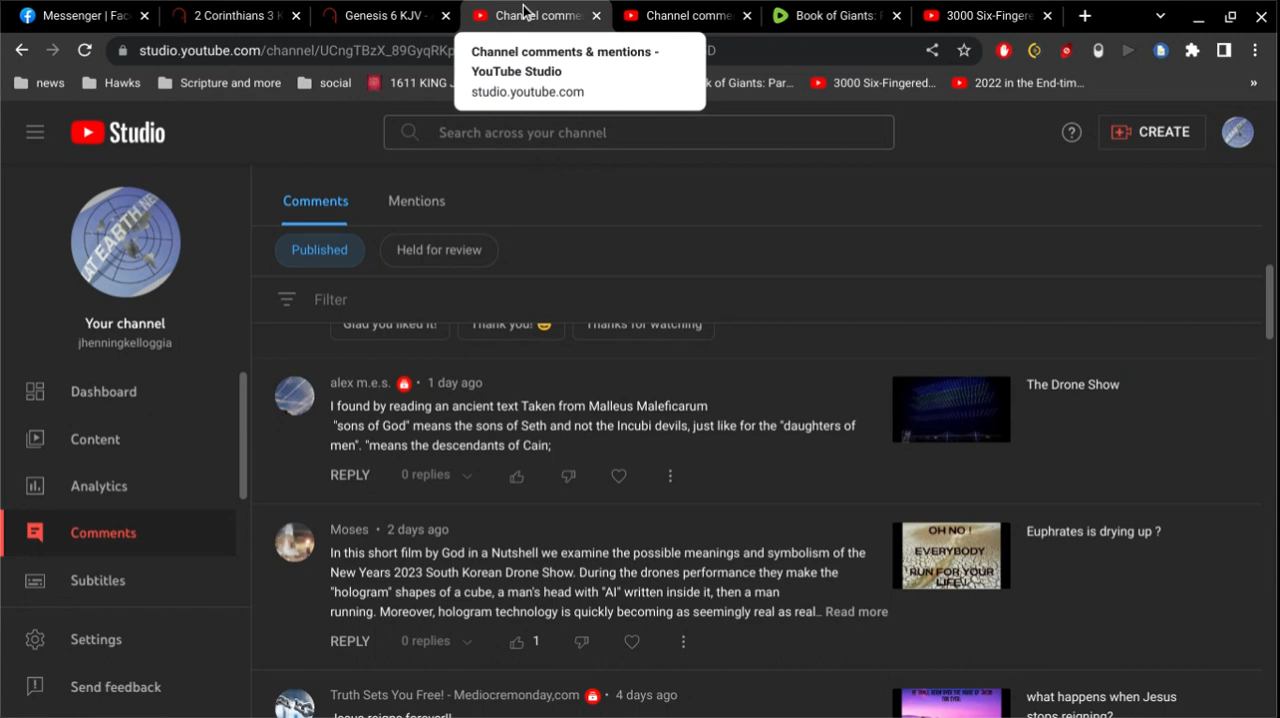 Messenger | Fac
2 Corinthians 3 K
Genesis 6 KJV -
Channel comme
Channel comme
Book of Giants: P
3000 Six-Fingere
studio.youtube.com/channel/UCngTBzX_89GyqRKp
D
Channel comments & mentions -
YouTube Studio
studio.youtube.com
news
Hawks
Scripture and more
social
1611 KING J
k of Giants: Par...
3000 Six-Fingered...
2022 in the End-tim...
»
Studio
Search across your channel
CREATE
AT EARTH NE
Your channel
jhenningkelloggia
Dashboard
Content
Analytics
Comments
Subtitles
Settings
Send feedback
Comments
Mentions
Published
Held for review
Filter
Glad you liked it!
Thank you! 😊
Thanks for watching
alex m.e.s. • 1 day ago
I found by reading an ancient text Taken from Malleus Maleficarum
"sons of God" means the sons of Seth and not the Incubi devils, just like for the "daughters of
men". "means the descendants of Cain;
REPLY 0 replies
The Drone Show
Moses • 2 days ago
In this short film by God in a Nutshell we examine the possible meanings and symbolism of the
New Years 2023 South Korean Drone Show. During the drones performance they make the
"hologram" shapes of a cube, a man's head with "AI" written inside it, then a man
running. Moreover, hologram technology is quickly becoming as seemingly real as real... Read more
REPLY 0 replies 1
OH NO !
EVERYBODY
RUN FOR YOUR
LIFE !
Euphrates is drying up ?
Truth Sets You Free! - Mediocremonday,com • 4 days ago
Jesus reigns forever!!
what happens when Jesus
stops reigning?